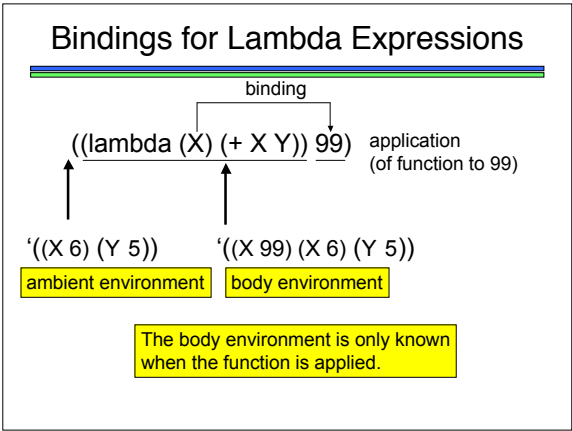 Bindings for Lambda Expressions
binding
((lambda (X) (+ X Y)) 99)
application
(of function to 99)
‘((X 6) (Y 5))
‘((X 99) (X 6) (Y 5))
ambient environment
body environment
The body environment is only known
when the function is applied.